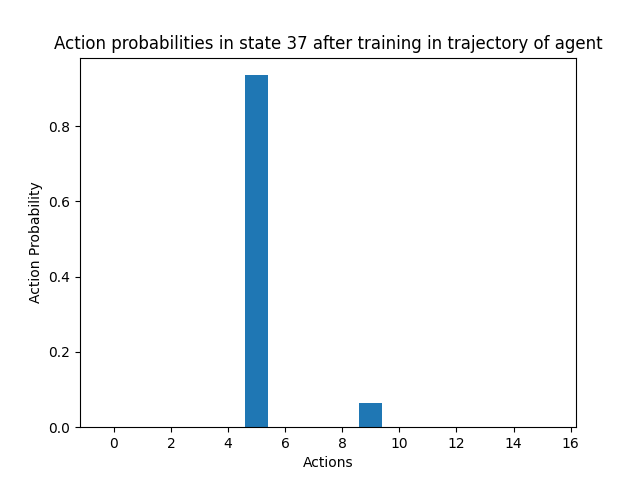 Action probabilities in state 37 after training in trajectory of agent
Action Probability
0.8
0.6
0.4
0.2
0.0
0 2 4 6 8 10 12 14 16
Actions